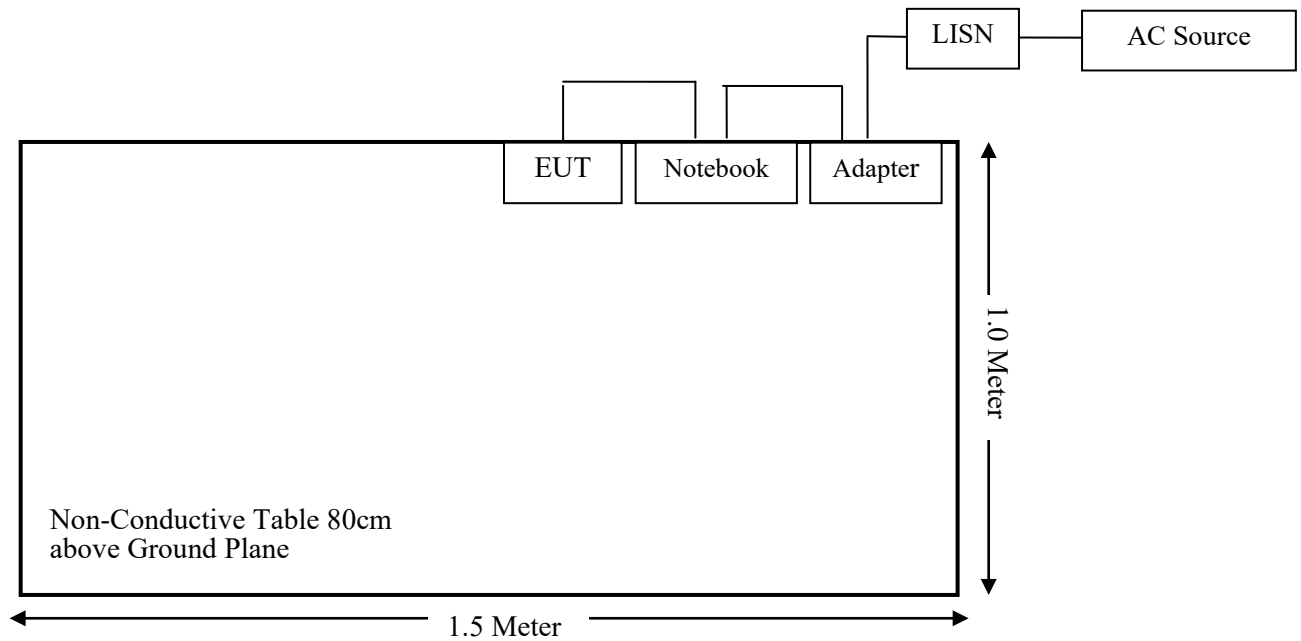 LISN
AC Source
EUT
Notebook
Adapter
1.0 Meter
Non-Conductive Table 80cm
above Ground Plane
1.5 Meter